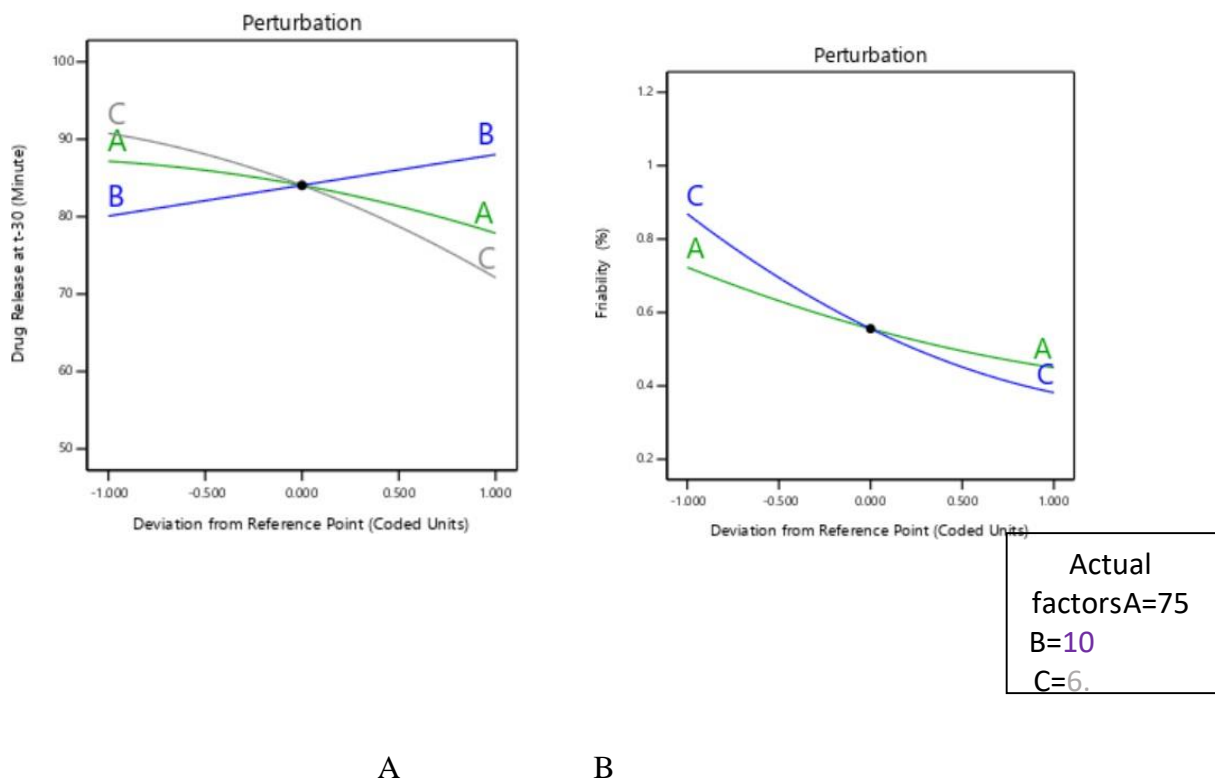 Perturbation
100
90
80
70
60
50
Drug Release at t-30 (Minute)
C
A
B
B
A
C
-1.000
-0.500
0.000
0.500
1.000
Deviation from Reference Point (Coded Units)
Perturbation
1.2
1
0.8
0.6
0.4
0.2
Friability (%)
C
A
A
C
-1.000
-0.500
0.000
0.500
1.000
Deviation from Reference Point (Coded Units)
Actual
factorsA=75
B=10
C=6.
A B